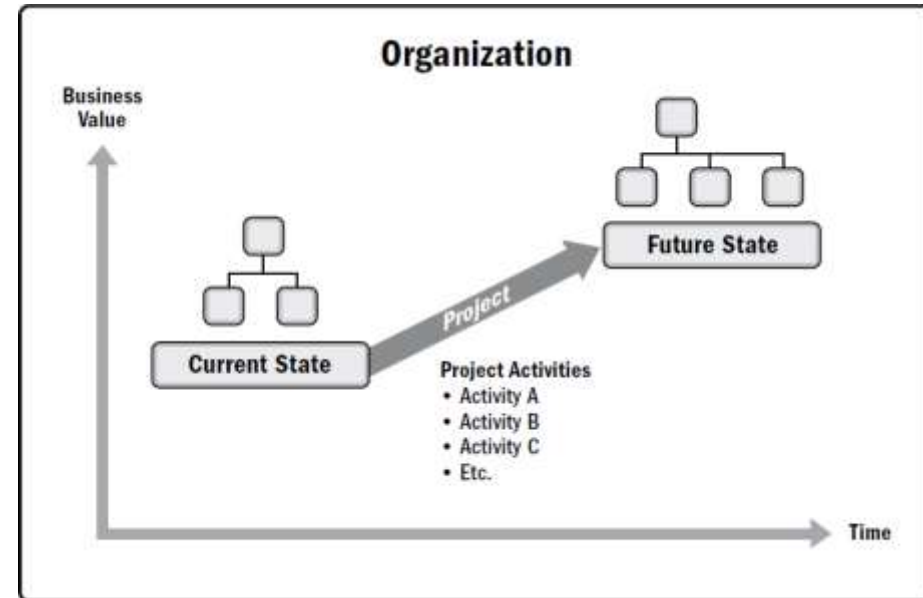 Organization
Business
Value
Future State
Project
Current State
Project Activities
• Activity A
• Activity B
• Activity C
• Etc.
Time